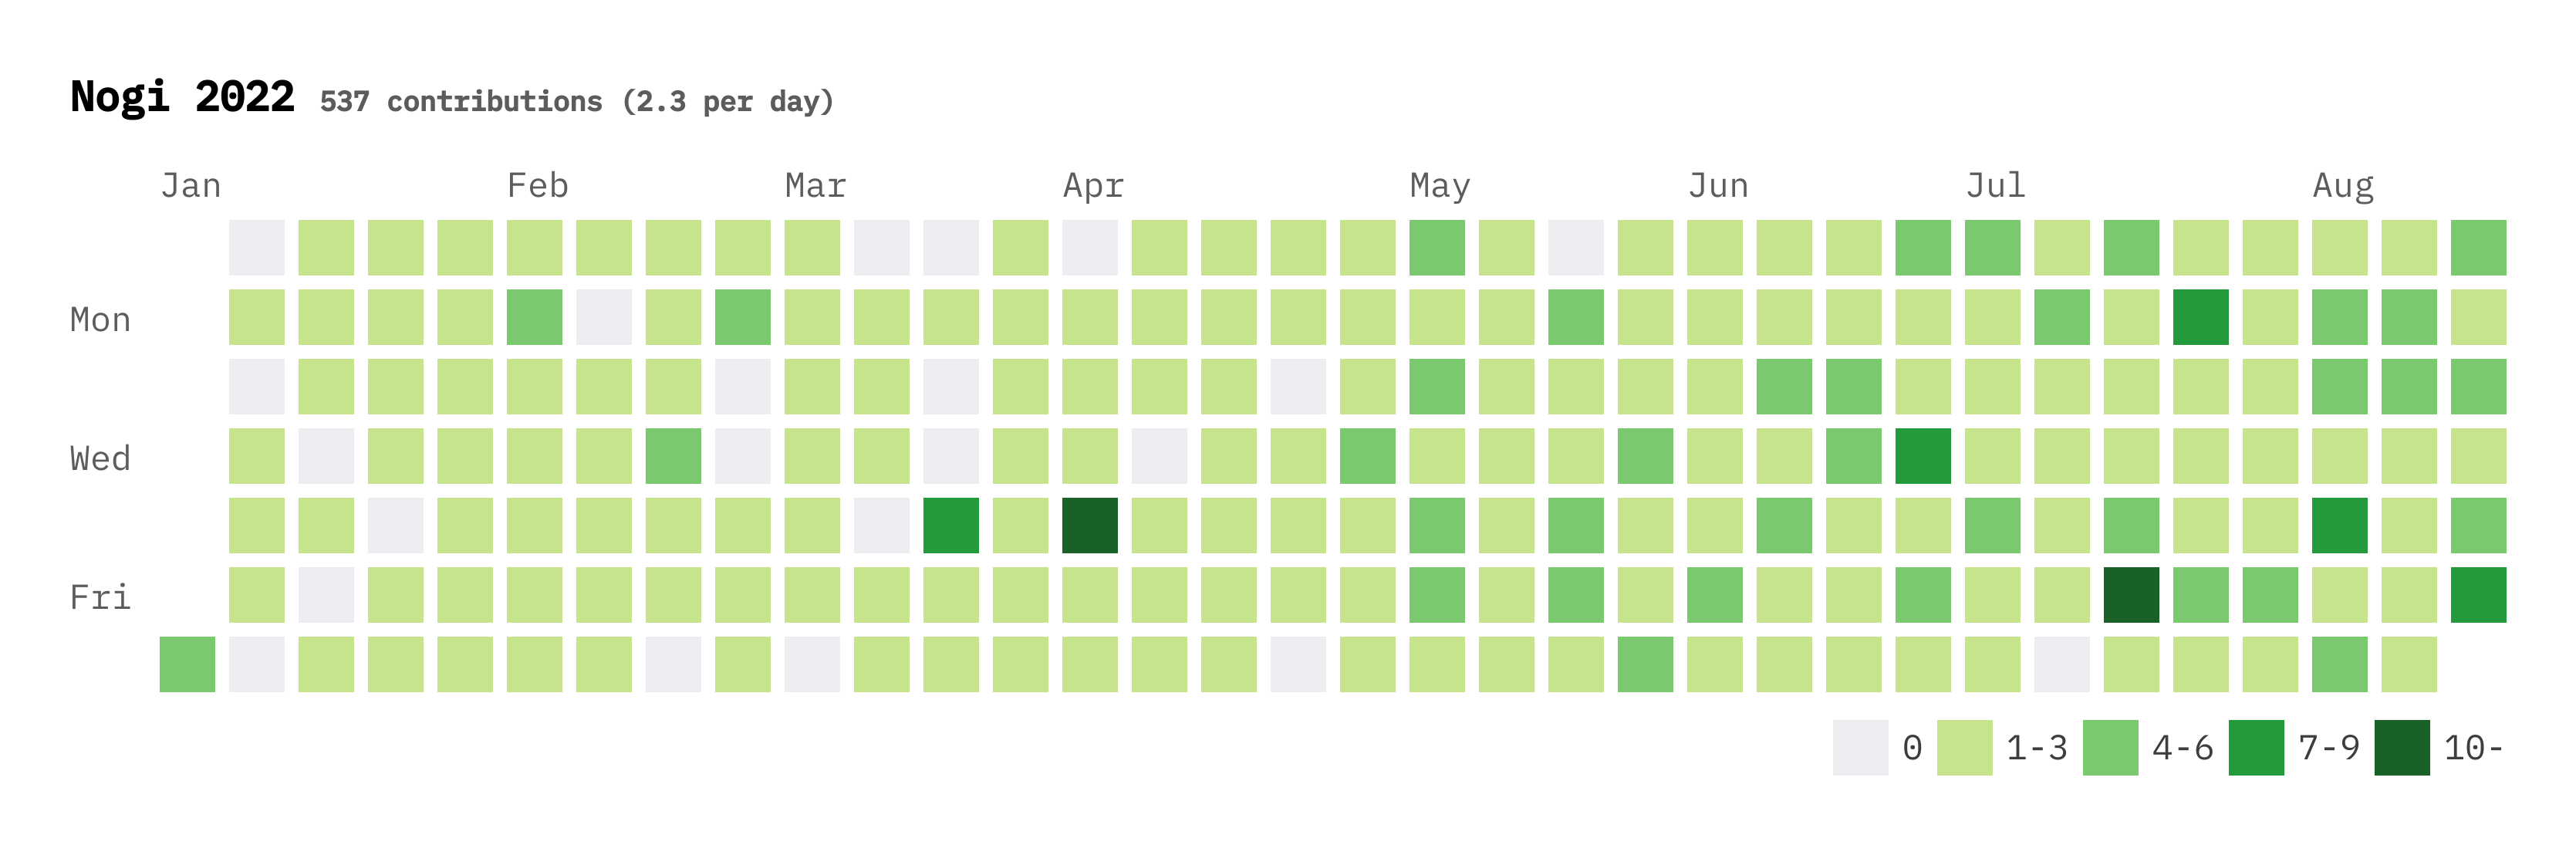 Nogi 2022 537 contributions (2.3 per day)
Jan Feb Mar Apr May Jun Jul Aug
Mon
Wed
Fri
0 1-3 4-6 7-9 10-